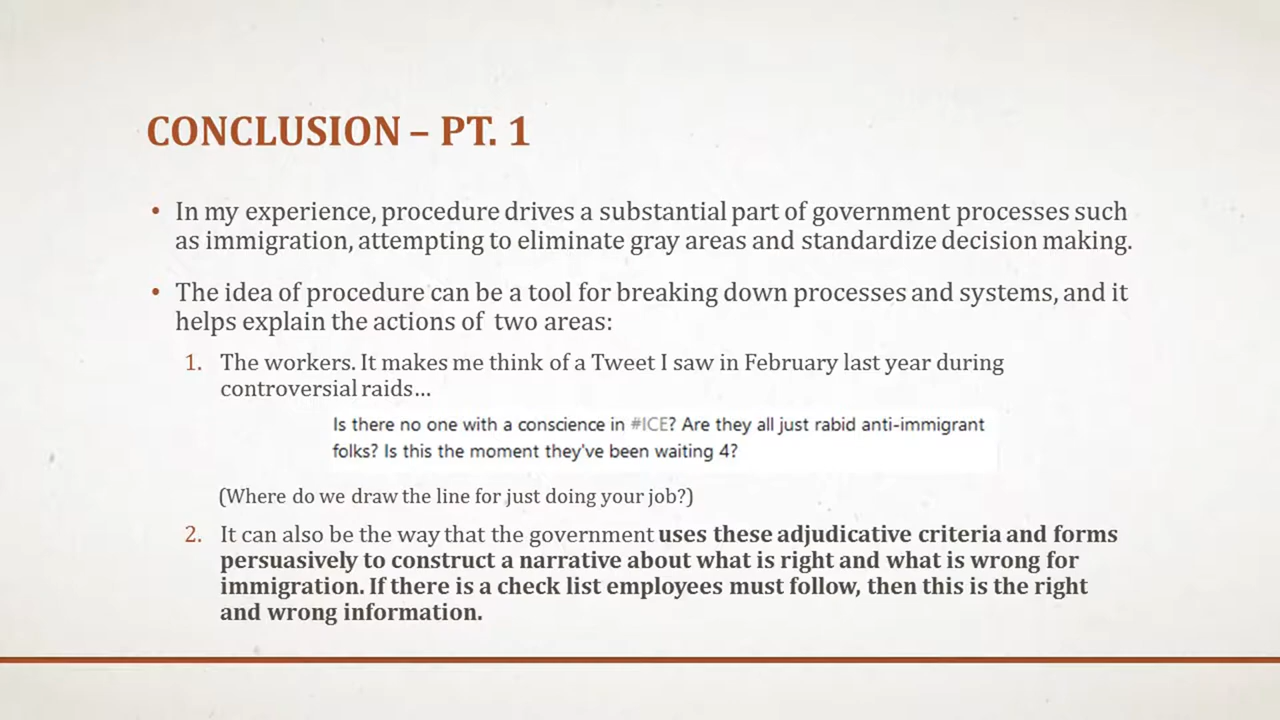 CONCLUSION – PT. 1
• In my experience, procedure drives a substantial part of government processes such
as immigration, attempting to eliminate gray areas and standardize decision making.
• The idea of procedure can be a tool for breaking down processes and systems, and it
helps explain the actions of two areas:
1. The workers. It makes me think of a Tweet I saw in February last year during
controversial raids…
Is there no one with a conscience in #ICE? Are they all just rabid anti-immigrant
folks? Is this the moment they've been waiting 4?
(Where do we draw the line for just doing your job?)
2. It can also be the way that the government uses these adjudicative criteria and forms
persuasively to construct a narrative about what is right and what is wrong for
immigration. If there is a check list employees must follow, then this is the right
and wrong information.